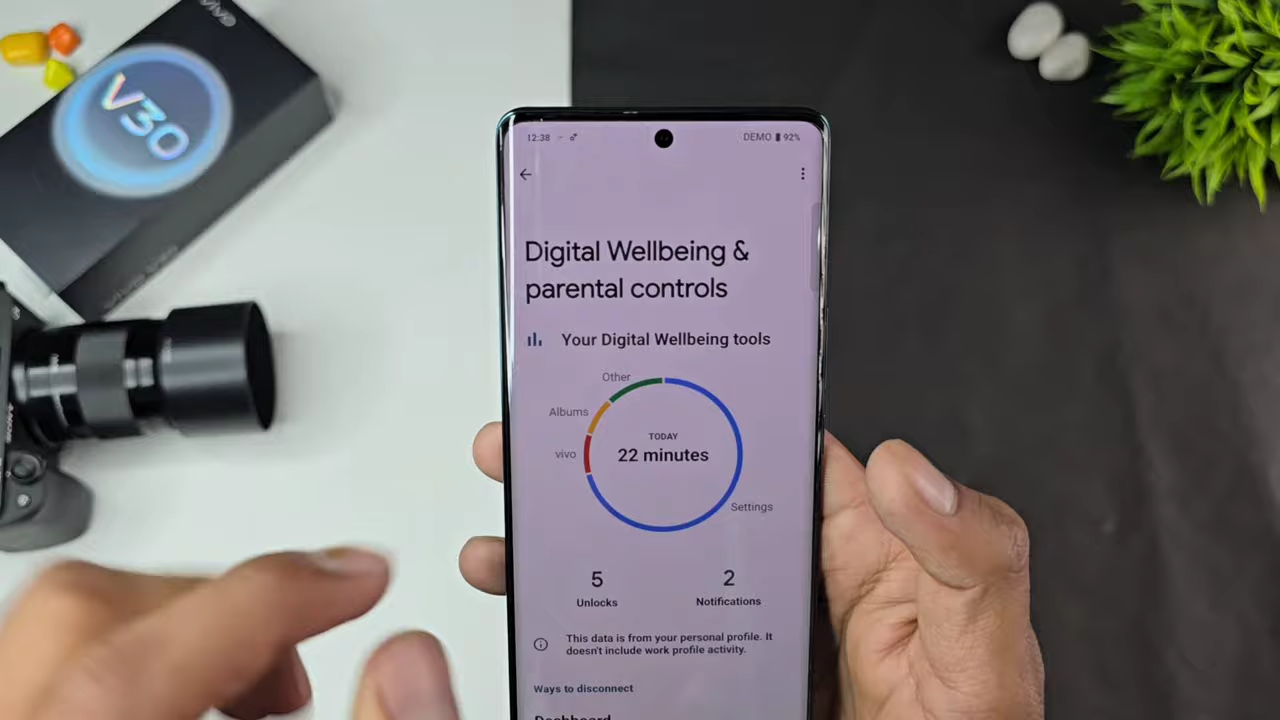 vivo
V30
12:38
DEMO 92%
Digital Wellbeing &
parental controls
Your Digital Wellbeing tools
Other
Albums
TODAY
vivo
22 minutes
Settings
5
2
Unlocks
Notifications
This data is from your personal profile. It
doesn't include work profile activity.
Ways to disconnect
Dashboard